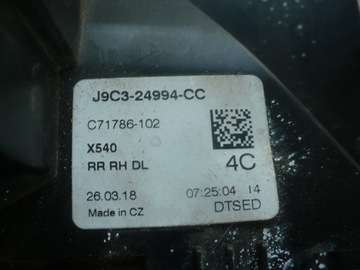 J9C3-24994-CC
C71786-102
X540
RR RH DL
4C
26.03.18 07:25:04 14
Made in CZ DTSED